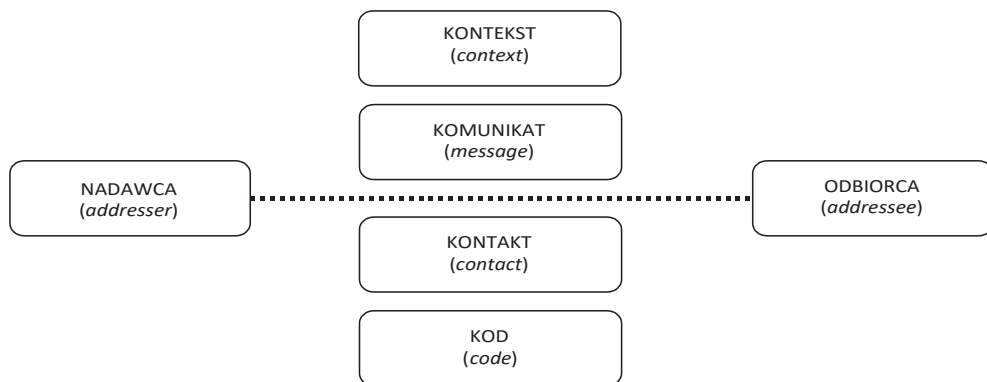 KONTEKST
(context)
KOMUNIKAT
(message)
NADAWCA
(addresser)
ODBIORCA
(addressee)
KONTAKT
(contact)
KOD
(code)